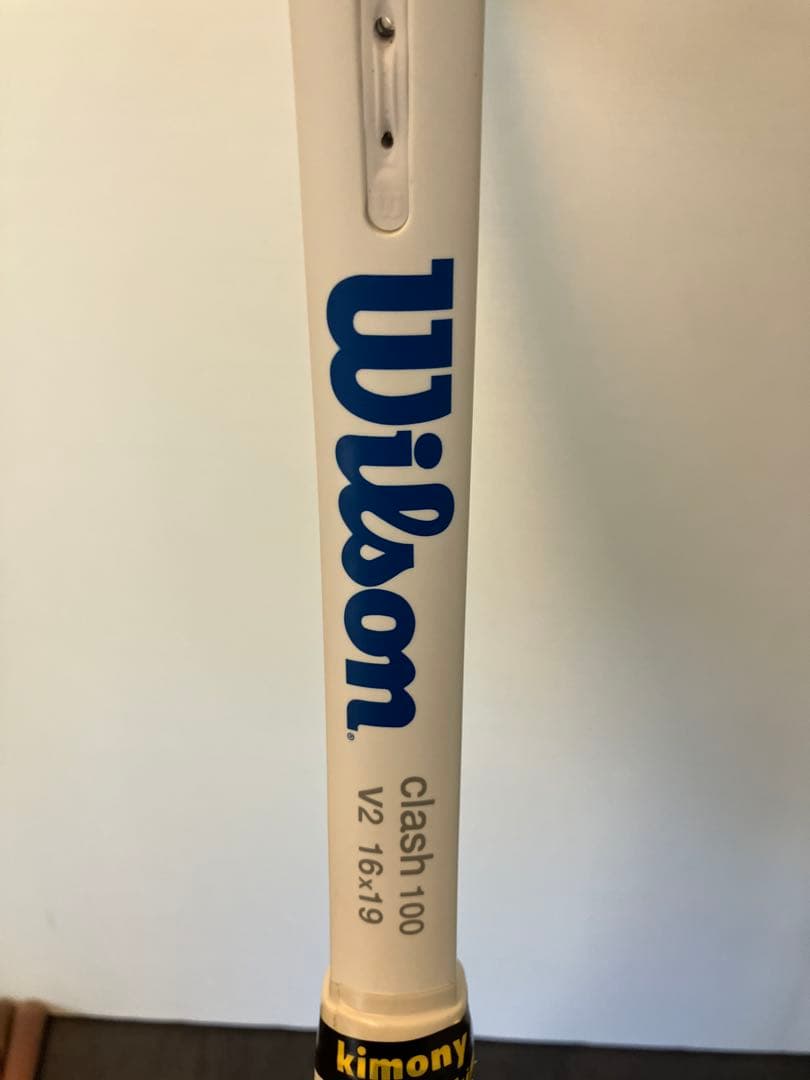 Wilson®
clash 100
V2 16x19
kimony